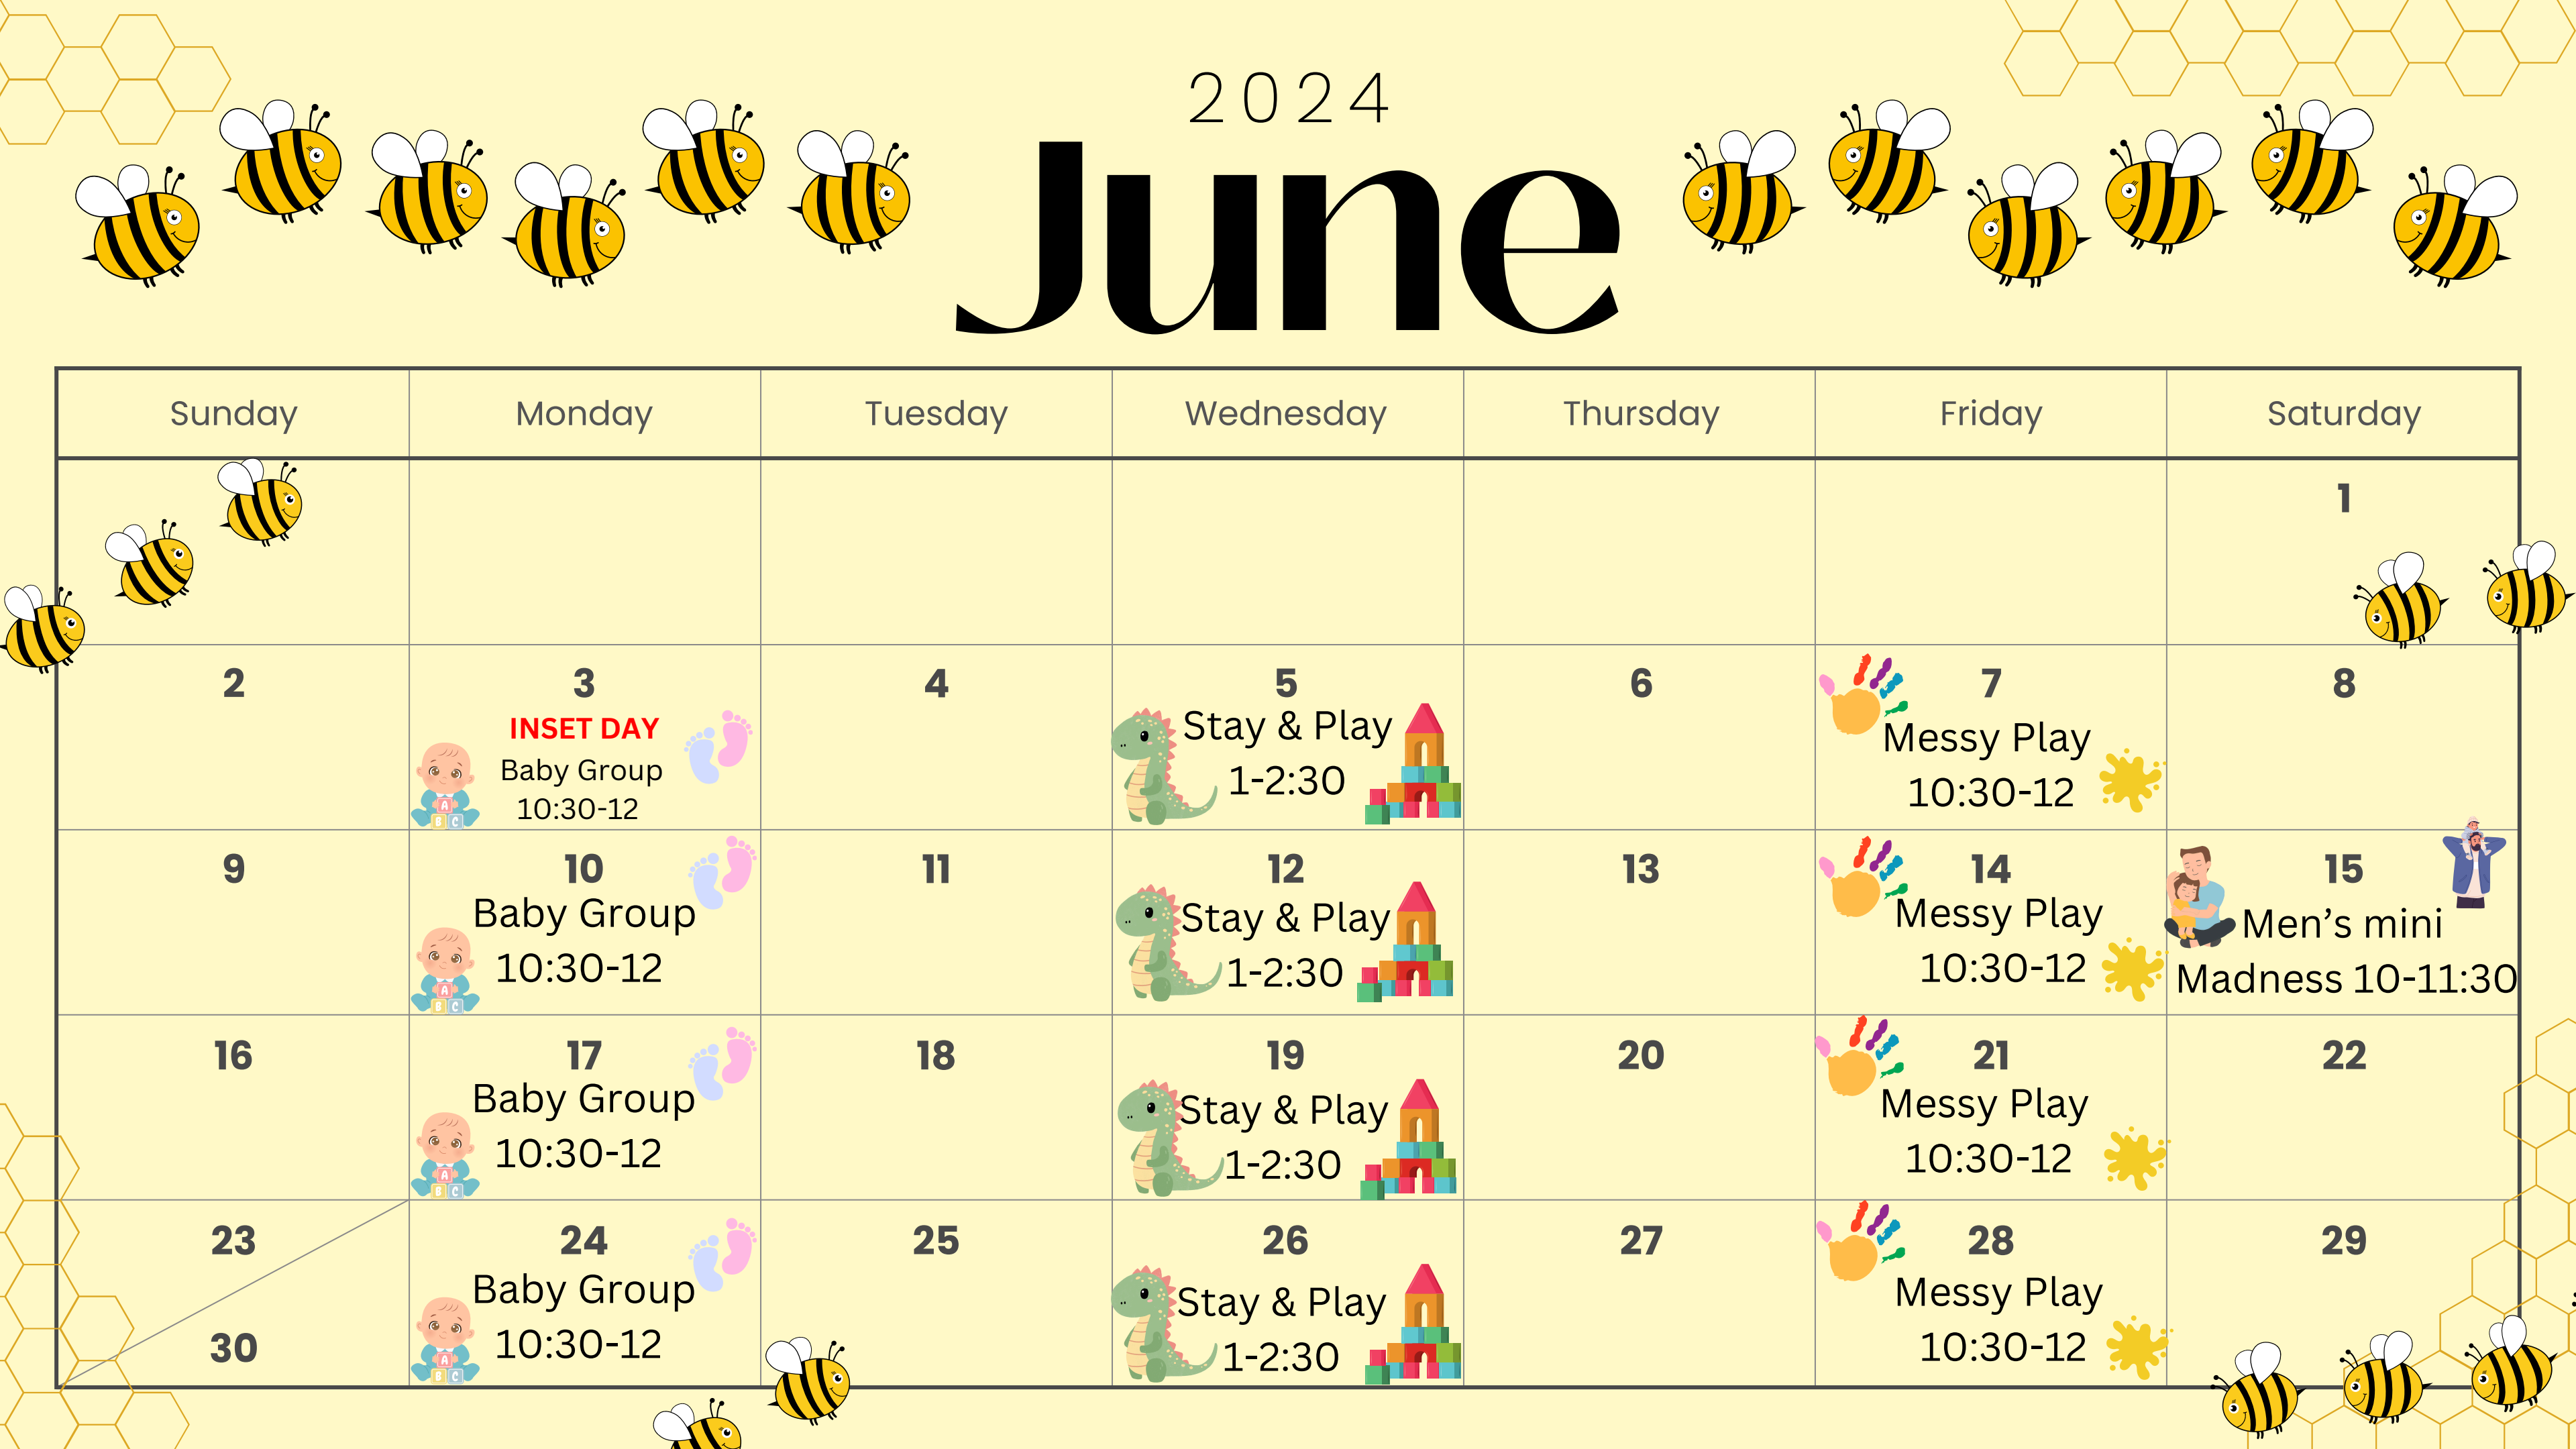 2024
June
Sunday Monday Tuesday Wednesday Thursday Friday Saturday
1
2 3 4 5 6 7 8
INSET DAY
Baby Group
10:30-12
Stay & Play
1-2:30
Messy Play
10:30-12
9 10 11 12 13 14 15
Baby Group
10:30-12
Stay & Play
1-2:30
Messy Play
10:30-12
Men's mini
Madness 10-11:30
16 17 18 19 20 21 22
Baby Group
10:30-12
Stay & Play
1-2:30
Messy Play
10:30-12
23 24 25 26 27 28 29
Baby Group
10:30-12
Stay & Play
1-2:30
Messy Play
10:30-12
30
A
B C
A
B C
A
B C
A
B C